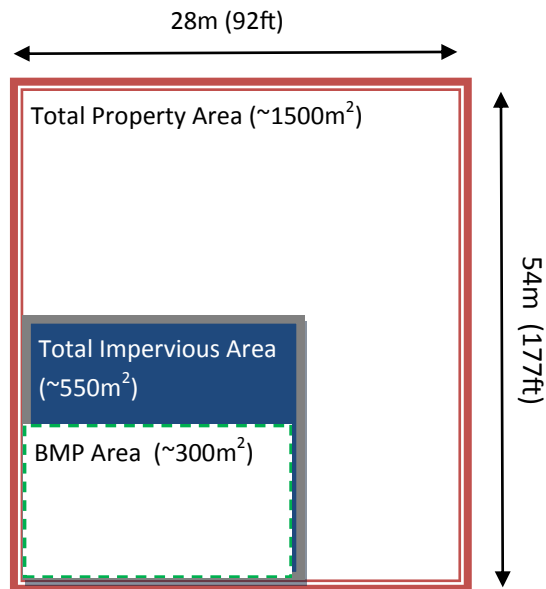 28m (92ft)
Total Property Area (~1500m²)
54m (177ft)
Total Impervious Area
(~550m²)
BMP Area (~300m²)